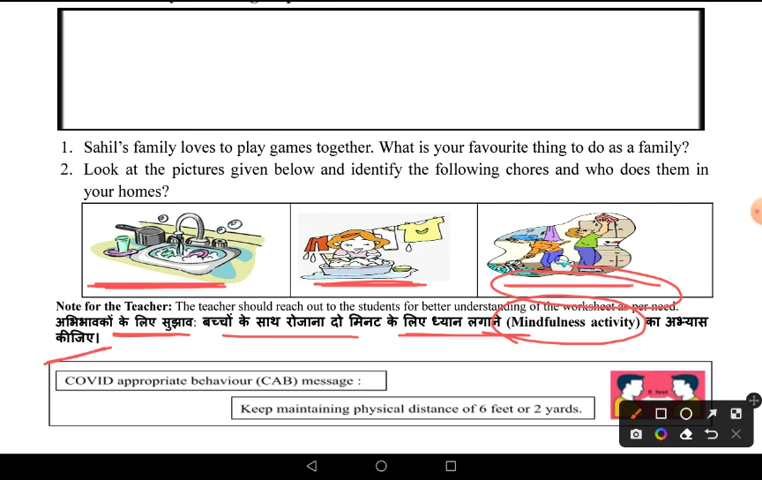 1. Sahil's family loves to play games together. What is your favourite thing to do as a family?
2. Look at the pictures given below and identify the following chores and who does them in
your homes?
Note for the Teacher: The teacher should reach out to the students for better understanding of the worksheet as per need.
अभिभावकों के लिए सुझाव: बच्चों के साथ रोजाना दो मिनट के लिए ध्यान लगाने (Mindfulness activity) का अभ्यास
कीजिए।
COVID appropriate behaviour (CAB) message :
Keep maintaining physical distance of 6 feet or 2 yards.